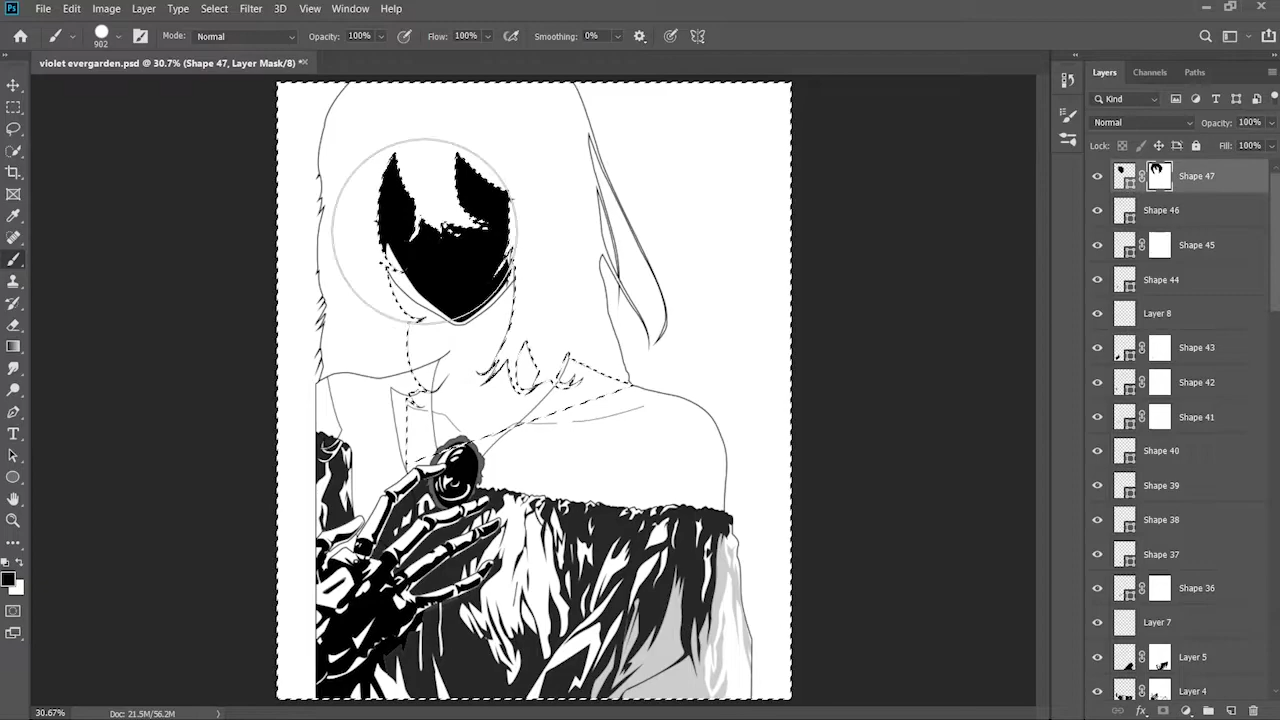 Ps File Edit Image Layer Type Select Filter 3D View Window Help
902 Mode: Normal Opacity: 100% Flow: 100% Smoothing: 0%
violet evergarden.psd @ 30.7% (Shape 47, Layer Mask/8) *
Layers Channels Paths
Kind
Normal Opacity: 100%
Lock: Fill: 100%
Shape 47
Shape 46
Shape 45
Shape 44
Layer 8
Shape 43
Shape 42
Shape 41
Shape 40
Shape 39
Shape 38
Shape 37
Shape 36
Layer 7
Layer 5
Layer 4
30.67% Doc: 21.5M/56.2M